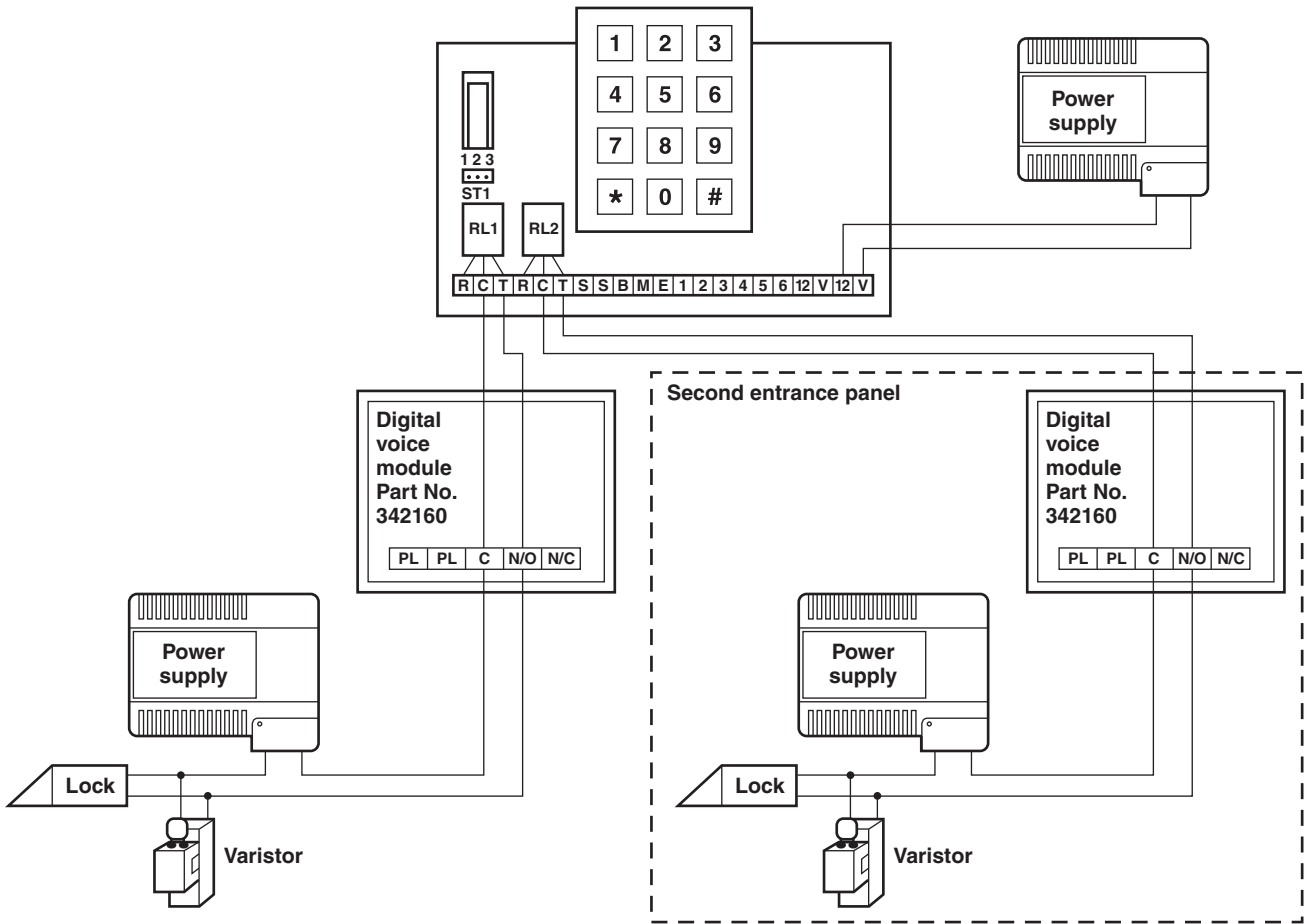 1 2 3
4 5 6
7 8 9
* 0 #
Power
supply
1 2 3
ST1
RL1
RL2
R C T R C T S S B M E 1 2 3 4 5 6 12 V 12 V
Digital
voice
module
Part No.
342160
PL PL C N/O N/C
Second entrance panel
Digital
voice
module
Part No.
342160
PL PL C N/O N/C
Power
supply
Lock
Varistor
Power
supply
Lock
Varistor